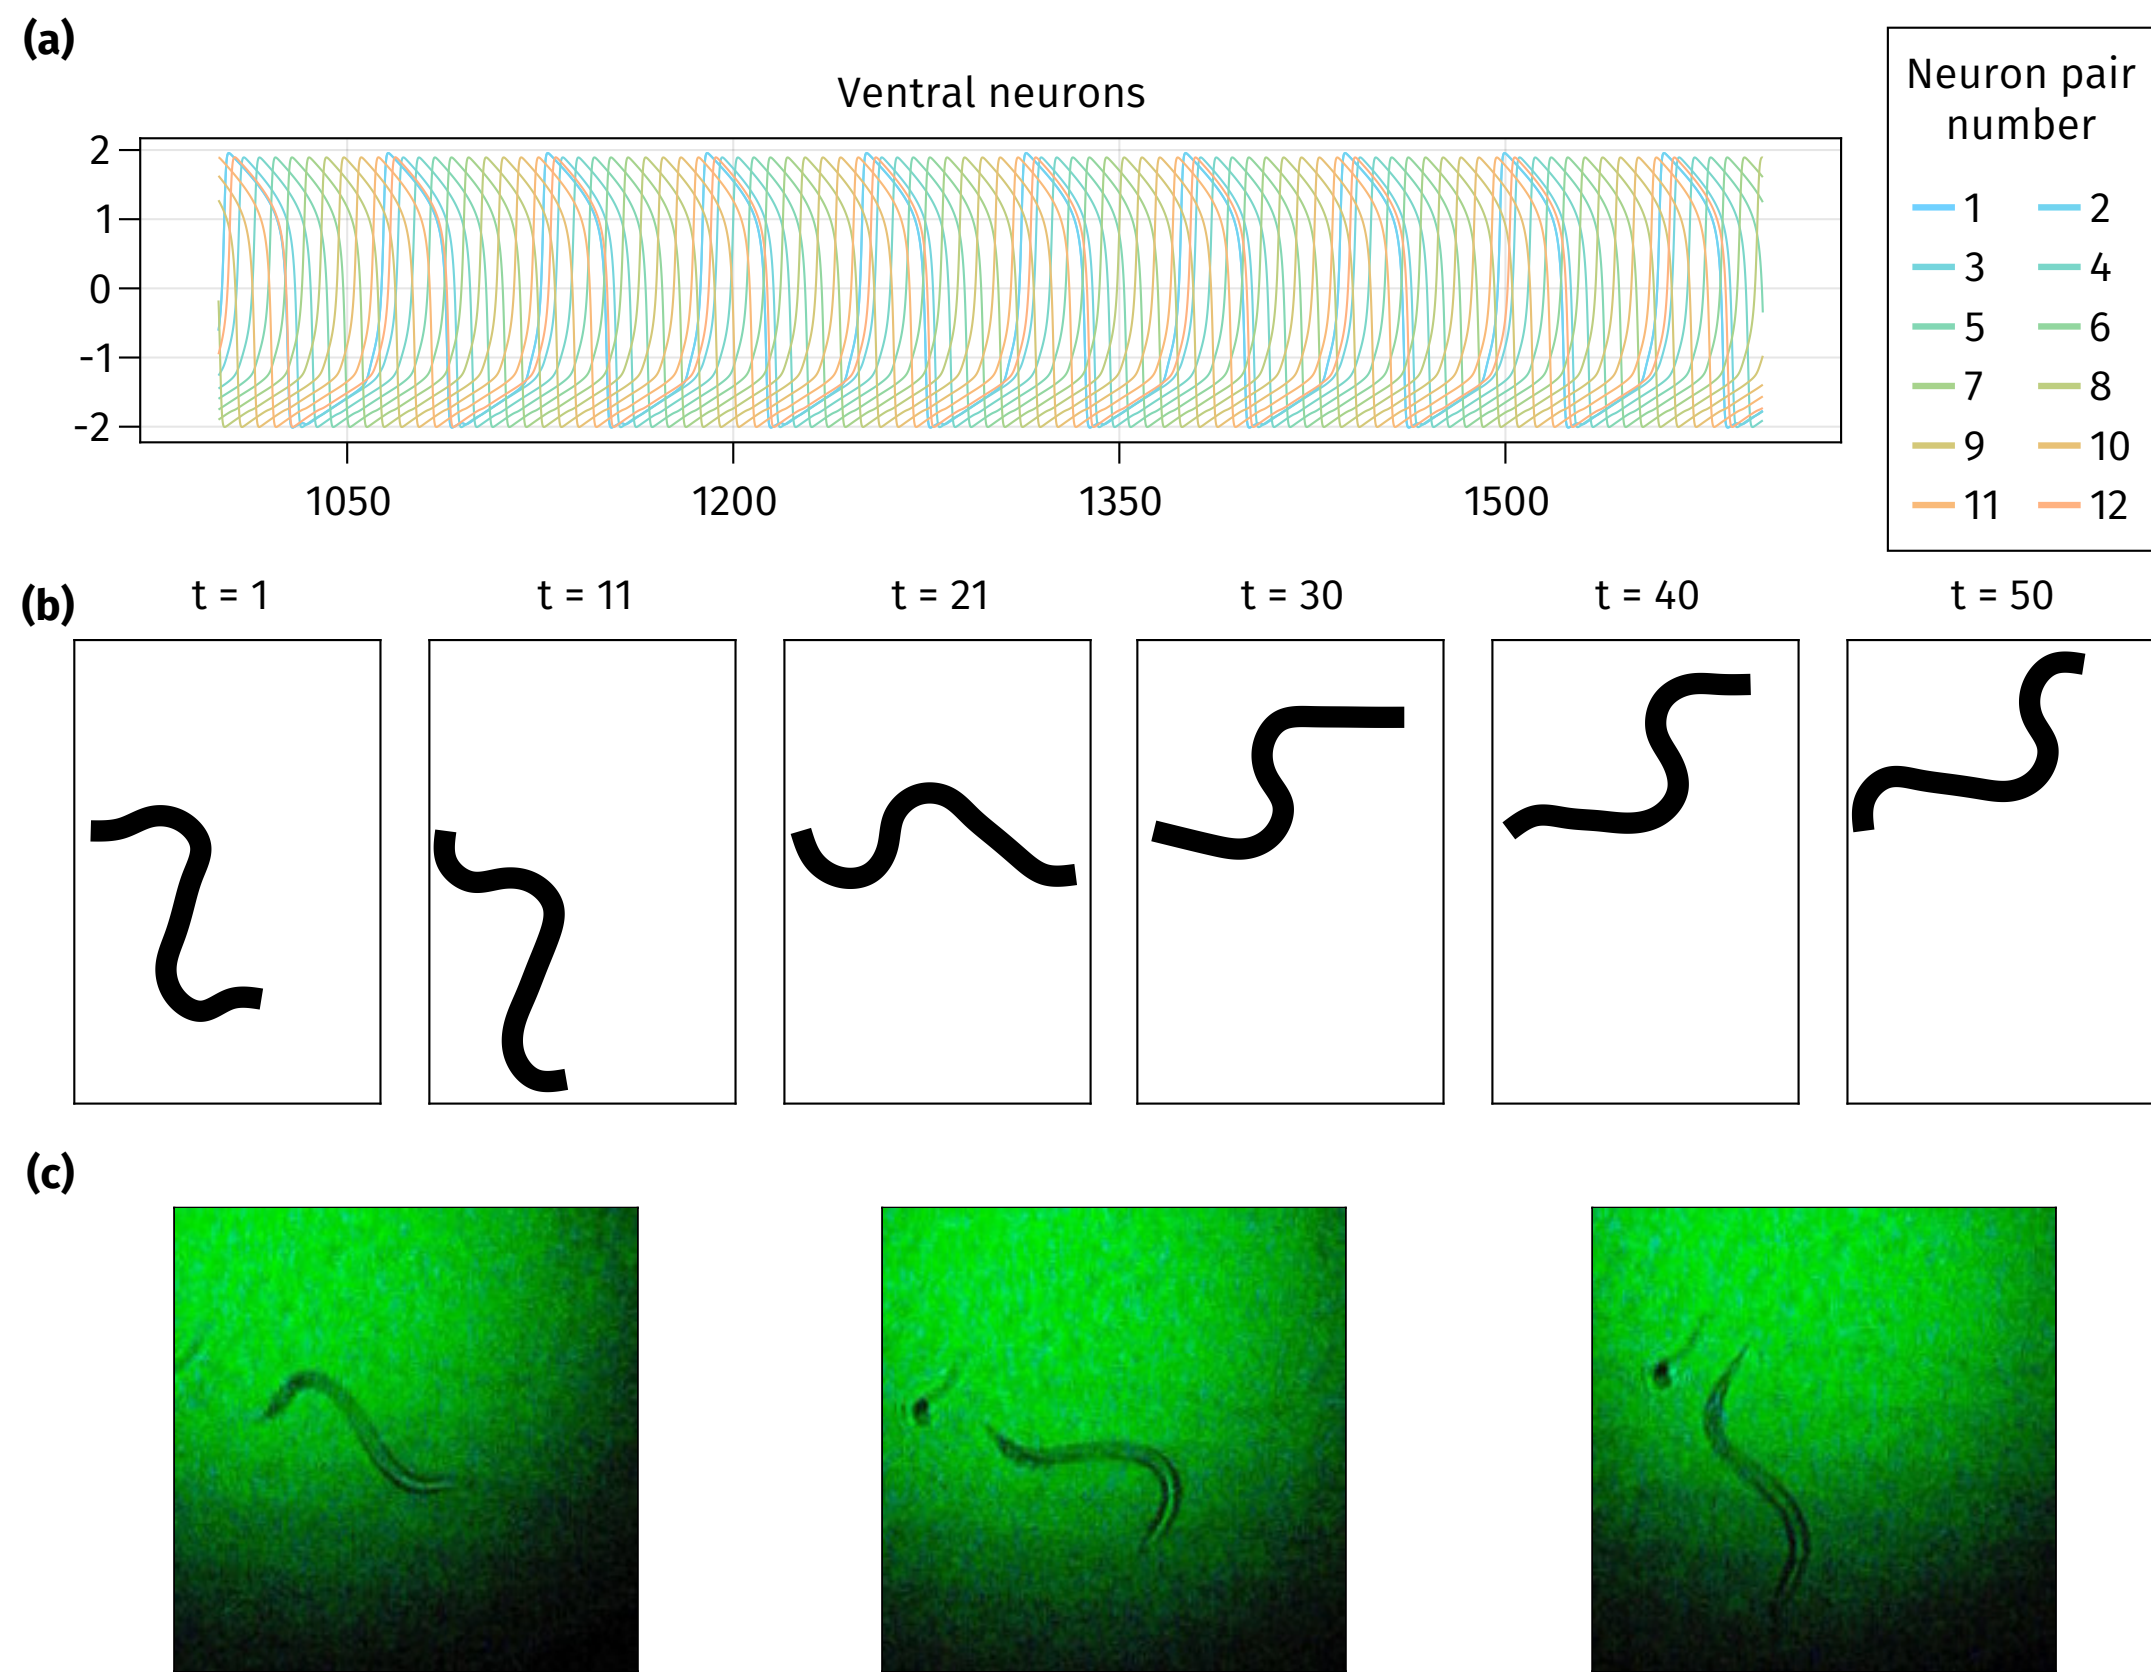 (a)
Ventral neurons
2
1
0
-1
-2
1050 1200 1350 1500
Neuron pair
number
1 2
3 4
5 6
7 8
9 10
11 12
(b)
t = 1 t = 11 t = 21 t = 30 t = 40 t = 50
(c)